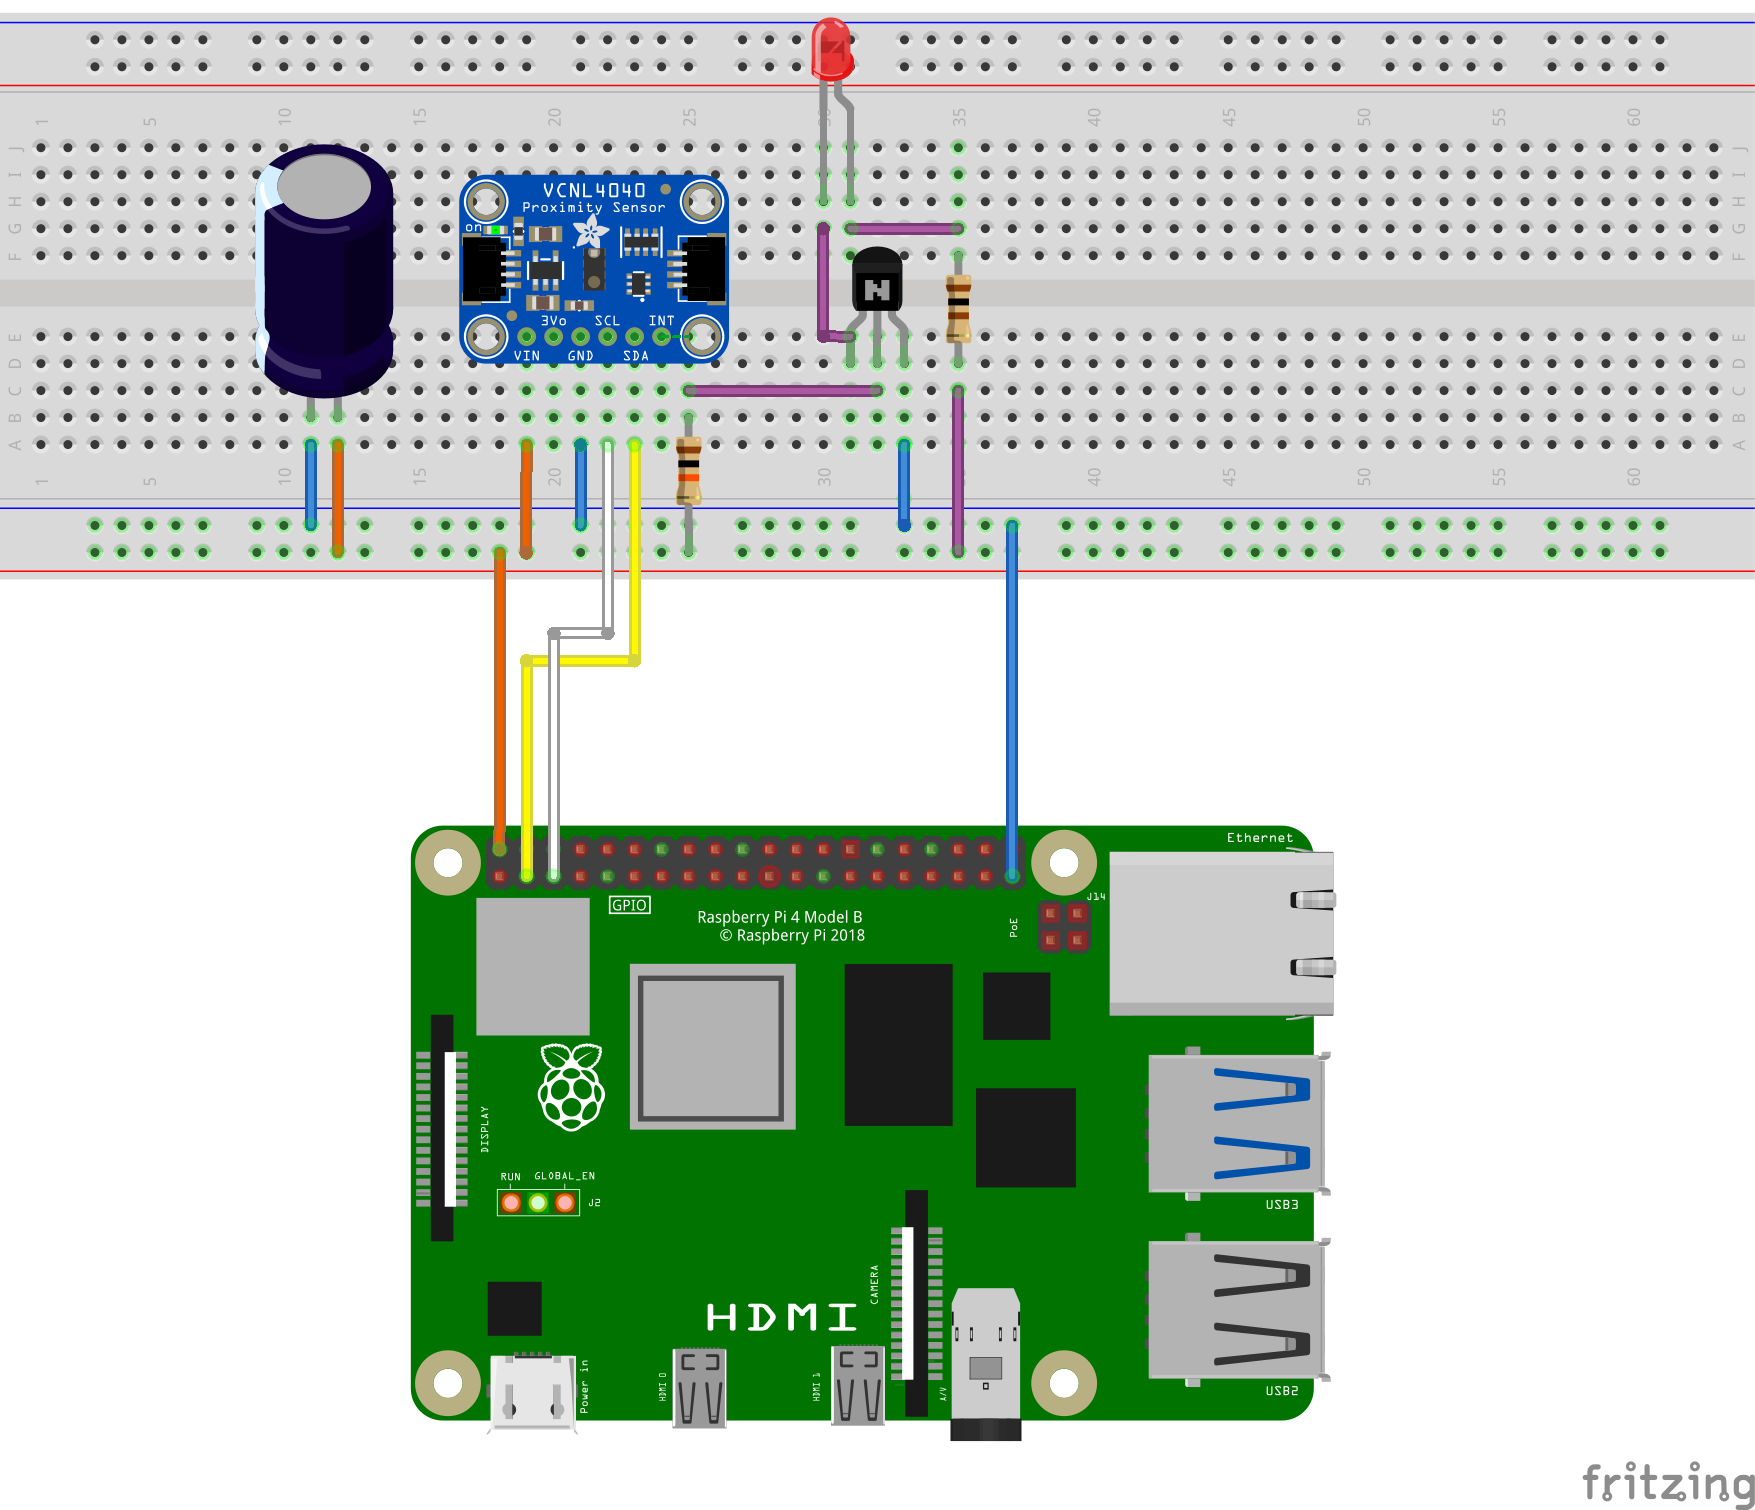 1 5 10 15 20 25 30 35 40 45 50 55 60
J J
I I
H H
G G
F F
VCNL4040
Proximity Sensor
on
3Vo SCL INT
VIN GND SDA
N
E E
D D
C C
B B
A A
1 5 10 15 20 25 30 35 40 45 50 55 60
Ethernet
J14
GPIO
PoE
Raspberry Pi 4 Model B
© Raspberry Pi 2018
DISPLAY
RUN GLOBAL_EN
J2
USB3
CAMERA
HDMI
Power in
HDMI 0
HDMI 1
A/V
USB2
fritzing